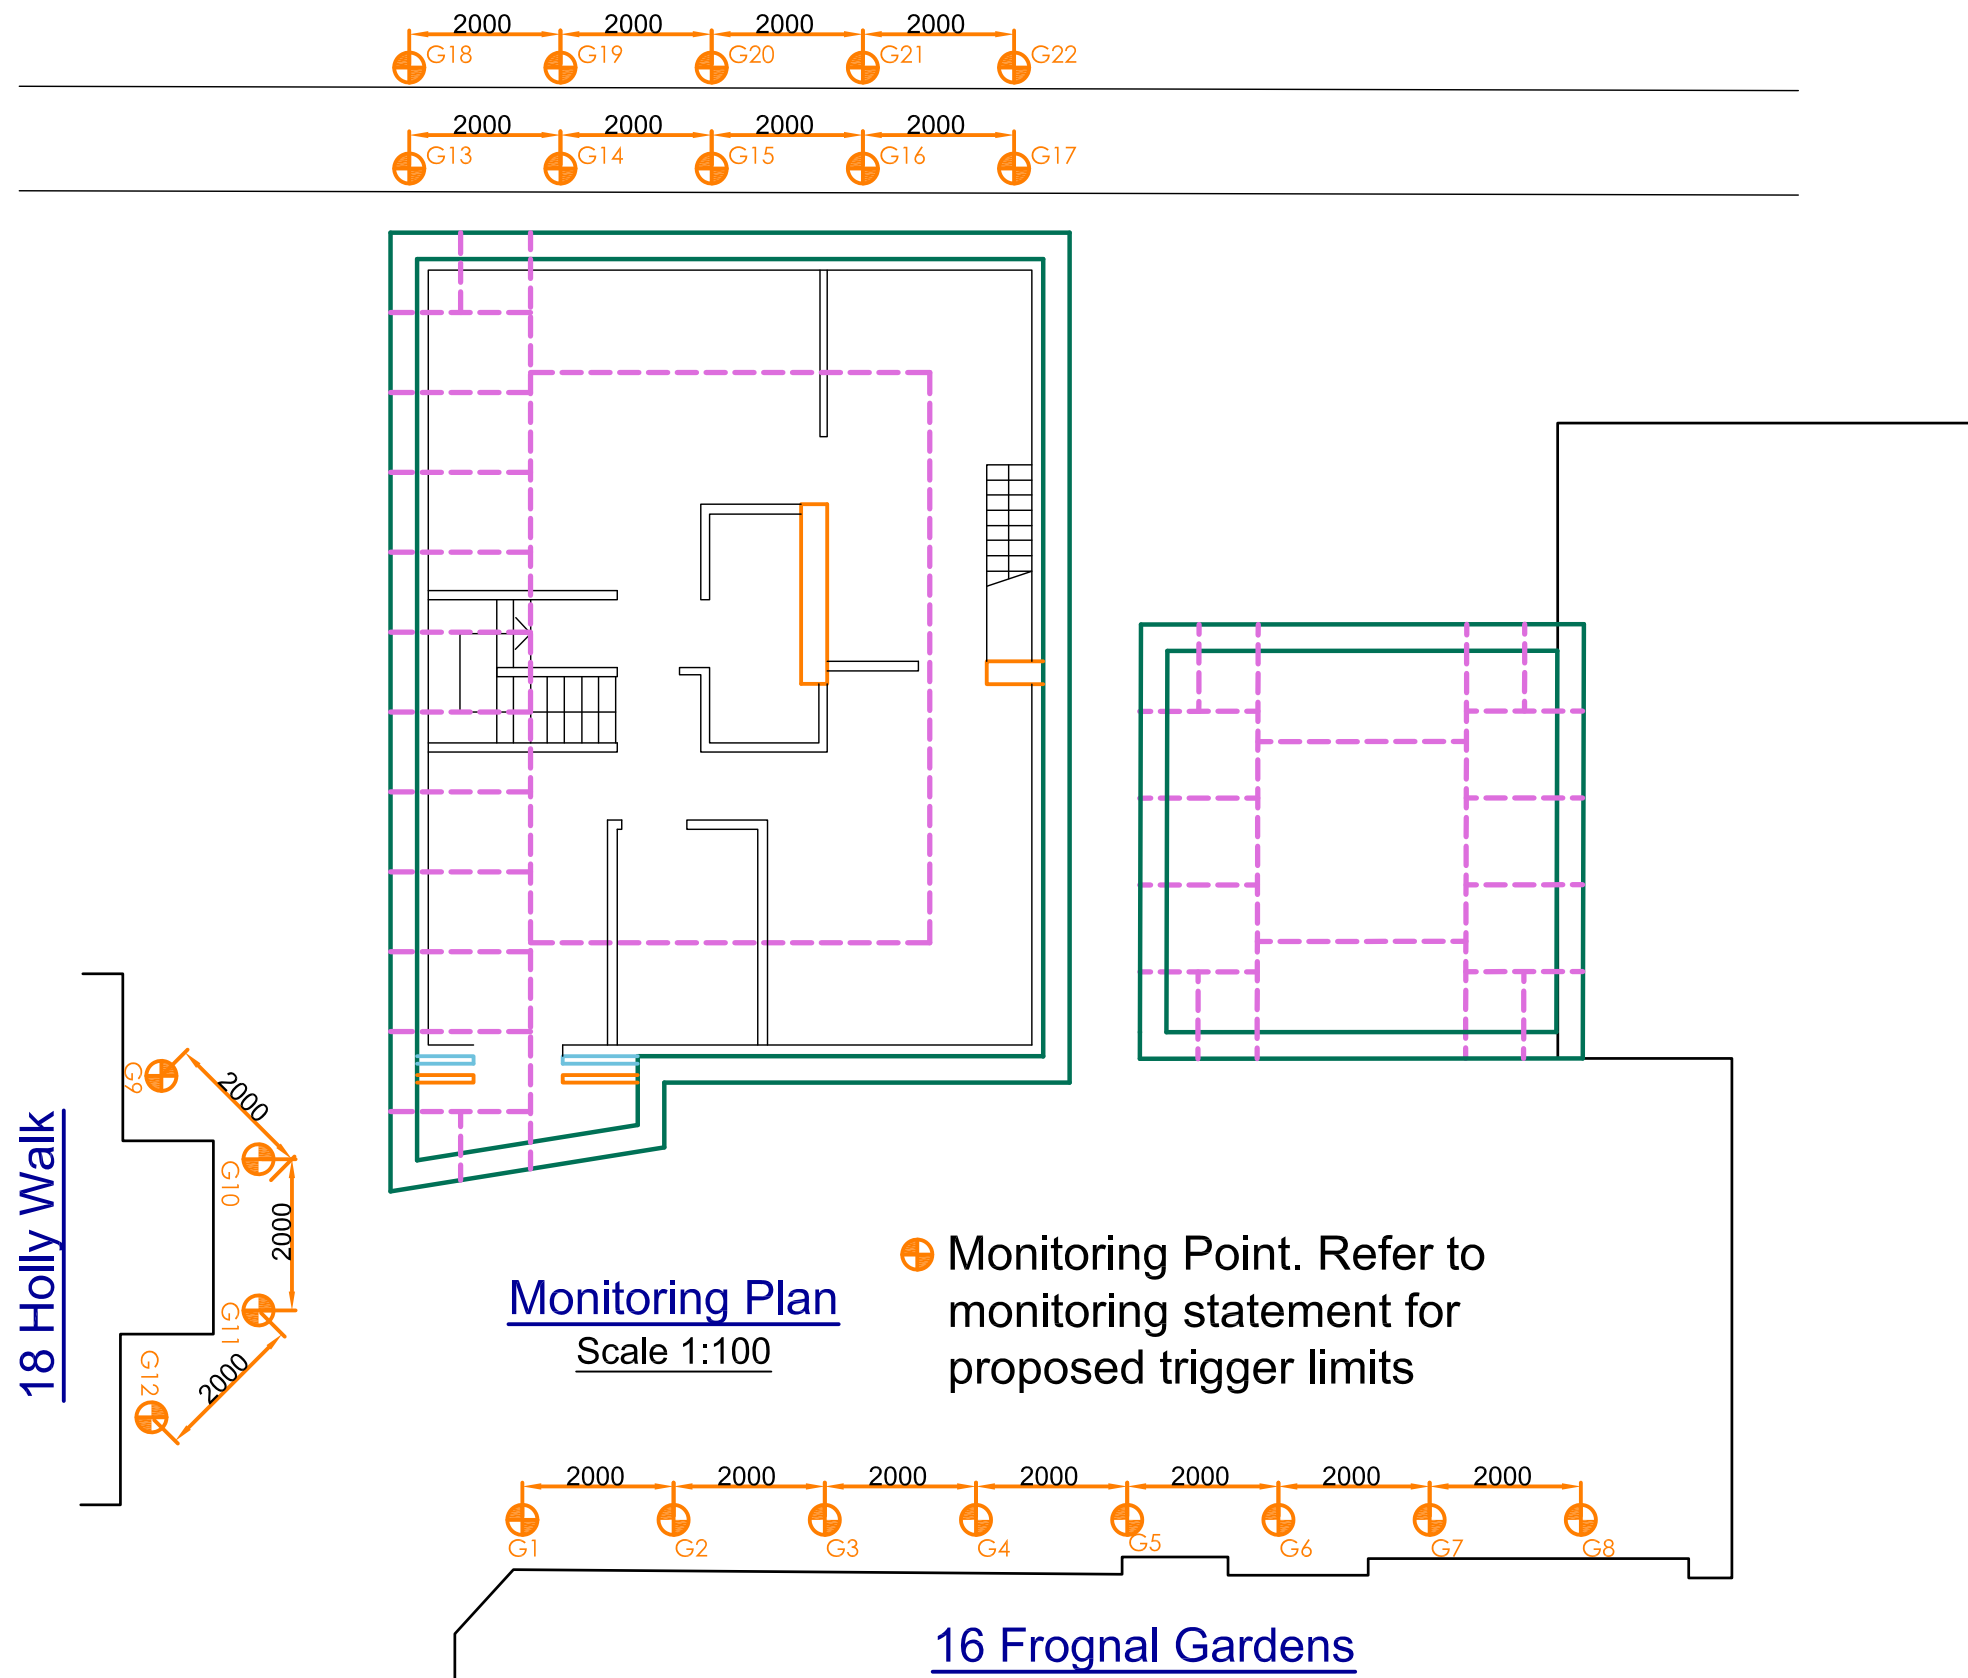 2000 2000 2000 2000
G18 G19 G20 G21 G22
2000 2000 2000 2000
G13 G14 G15 G16 G17
G9
2000
G10
2000
G11
2000
G12
18 Holly Walk
Monitoring Plan
Scale 1:100
Monitoring Point. Refer to
monitoring statement for
proposed trigger limits
2000 2000 2000 2000 2000 2000 2000
G1 G2 G3 G4 G5 G6 G7 G8
16 Frognal Gardens